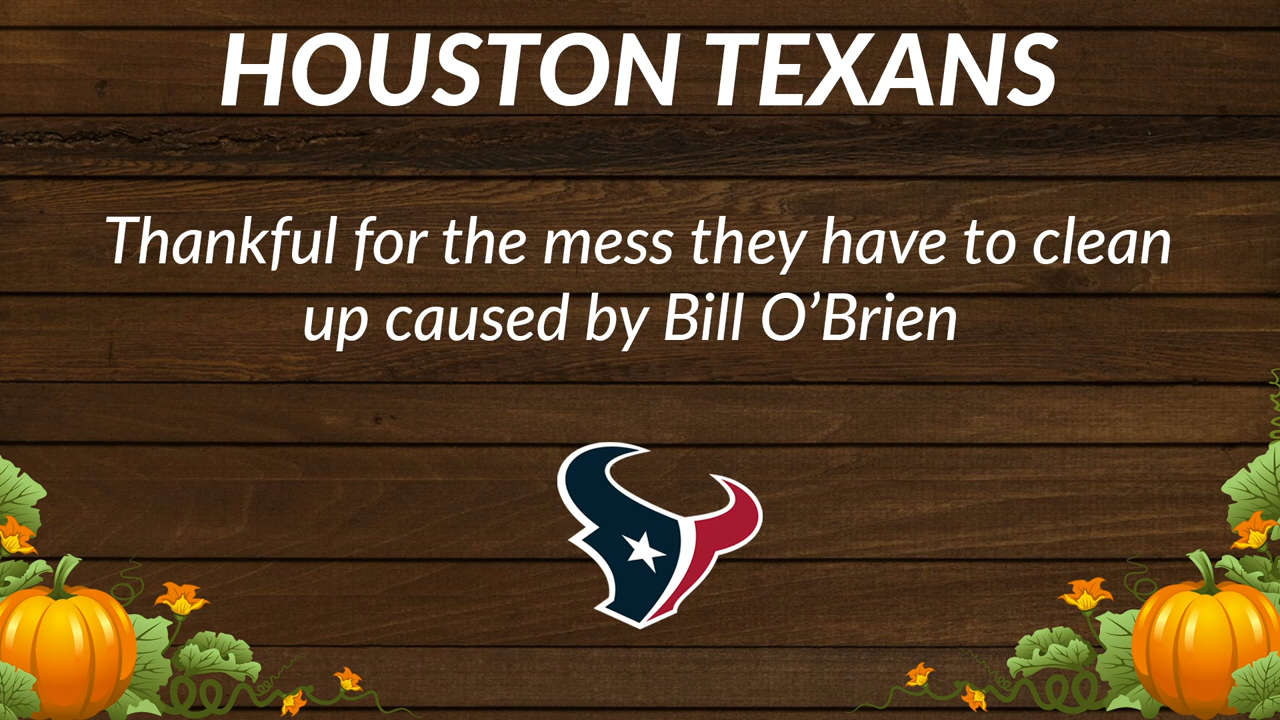 HOUSTON TEXANS
Thankful for the mess they have to clean
up caused by Bill O’Brien